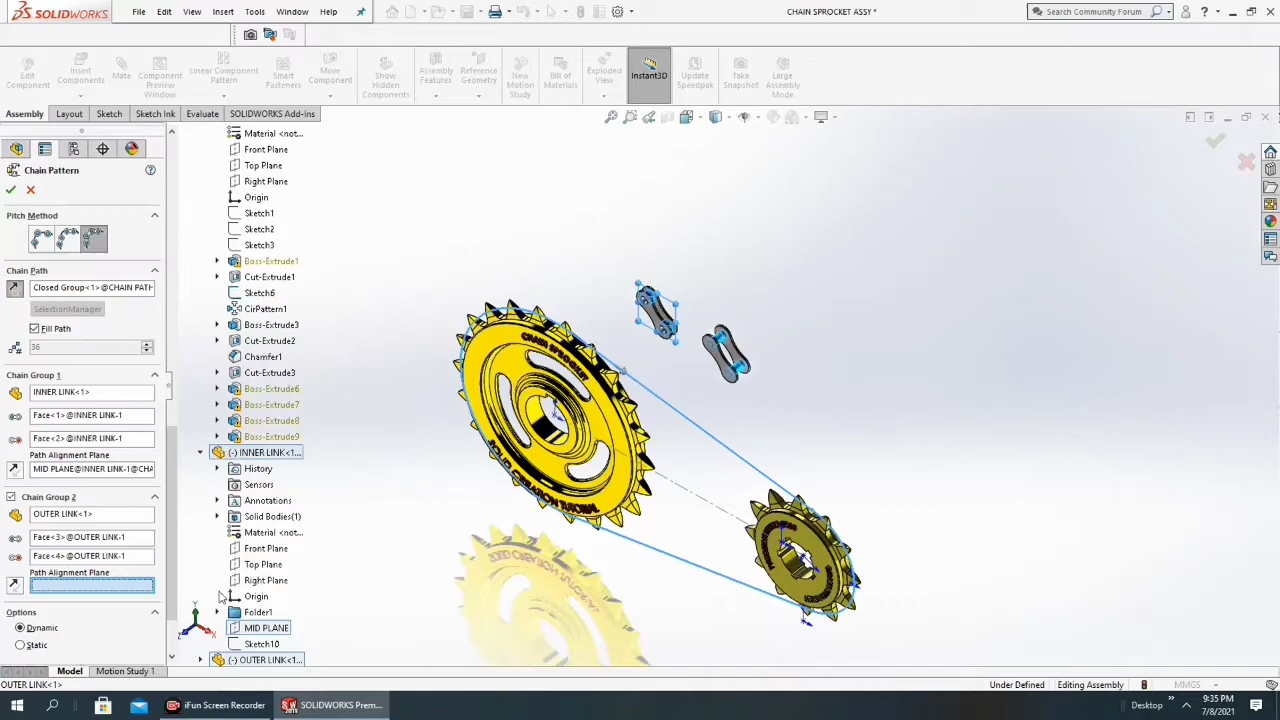 SOLIDWORKS File Edit View Insert Tools Window Help CHAIN SPROCKET ASSY * Search Community Forum
Edit Component
Insert Components
Mate
Component Preview Window
Linear Component Pattern
Smart Fasteners
Move Component
Show Hidden Components
Assembly Features
Reference Geometry
New Motion Study
Bill of Materials
Exploded View
Instant3D
Update Speedpak
Take Snapshot
Large Assembly Mode
Assembly Layout Sketch Sketch Ink Evaluate SOLIDWORKS Add-Ins
Chain Pattern
Pitch Method
Chain Path
Closed Group<1>@CHAIN PATH
SelectionManager
Fill Path
36
Chain Group 1
INNER LINK<1>
Face<1>@INNER LINK-1
Face<2>@INNER LINK-1
Path Alignment Plane
MID PLANE@INNER LINK-1@CHA
Chain Group 2
OUTER LINK<1>
Face<3>@OUTER LINK-1
Face<4>@OUTER LINK-1
Path Alignment Plane
Options
Dynamic
Static
Material <not...
Front Plane
Top Plane
Right Plane
Origin
Sketch1
Sketch2
Sketch3
Boss-Extrude1
Cut-Extrude1
Sketch6
CirPattern1
Boss-Extrude3
Cut-Extrude2
Chamfer1
Cut-Extrude3
Boss-Extrude6
Boss-Extrude7
Boss-Extrude8
Boss-Extrude9
(-) INNER LINK<1...
History
Sensors
Annotations
Solid Bodies(1)
Material <not...
Front Plane
Top Plane
Right Plane
Origin
Folder1
MID PLANE
Sketch10
(-) OUTER LINK<1...
CHAIN SPROCKET
SOLID CREATION TUTORIAL
Model Motion Study 1
OUTER LINK<1> Under Defined Editing Assembly MMGS
iFun Screen Recorder SOLIDWORKS Prem... Desktop 9:35 PM
7/8/2021